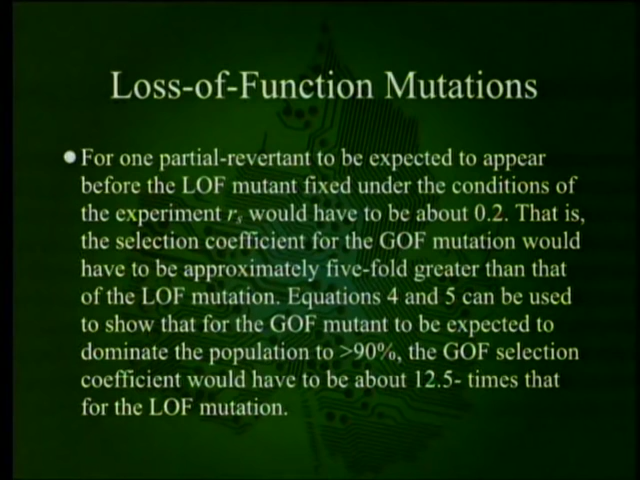 Loss-of-Function Mutations
● For one partial-revertant to be expected to appear
before the LOF mutant fixed under the conditions of
the experiment rs would have to be about 0.2. That is,
the selection coefficient for the GOF mutation would
have to be approximately five-fold greater than that
of the LOF mutation. Equations 4 and 5 can be used
to show that for the GOF mutant to be expected to
dominate the population to >90%, the GOF selection
coefficient would have to be about 12.5- times that
for the LOF mutation.